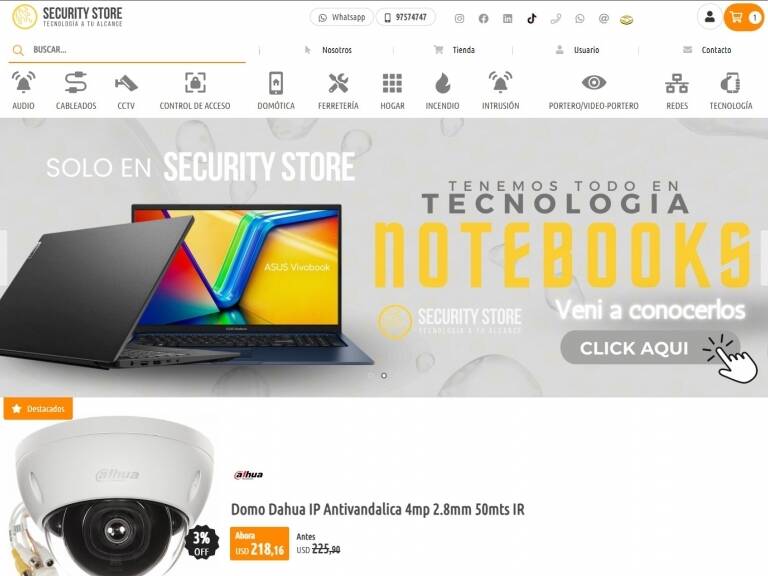 SECURITY STORE
TECNOLOGIA A TU ALCANCE
Whatsapp
97574747
1
BUSCAR...
Nosotros
Tienda
Usuario
Contacto
AUDIO
CABLEADOS
CCTV
CONTROL DE ACCESO
DOMÓTICA
FERRETERÍA
HOGAR
INCENDIO
INTRUSIÓN
PORTERO/VIDEO-PORTERO
REDES
TECNOLOGÍA
SOLO EN SECURITY STORE
TENEMOS TODO EN
TECNOLOGIA
NOTEBOOKS
ASUS Vivobook
SECURITY STORE
TECNOLOGIA A TU ALCANCE
Veni a conocerlos
CLICK AQUI
Destacados
alhua
alhua
Domo Dahua IP Antivandalica 4mp 2.8mm 50mts IR
3%
OFF
Ahora
USD 218,16
Antes
USD 225,90